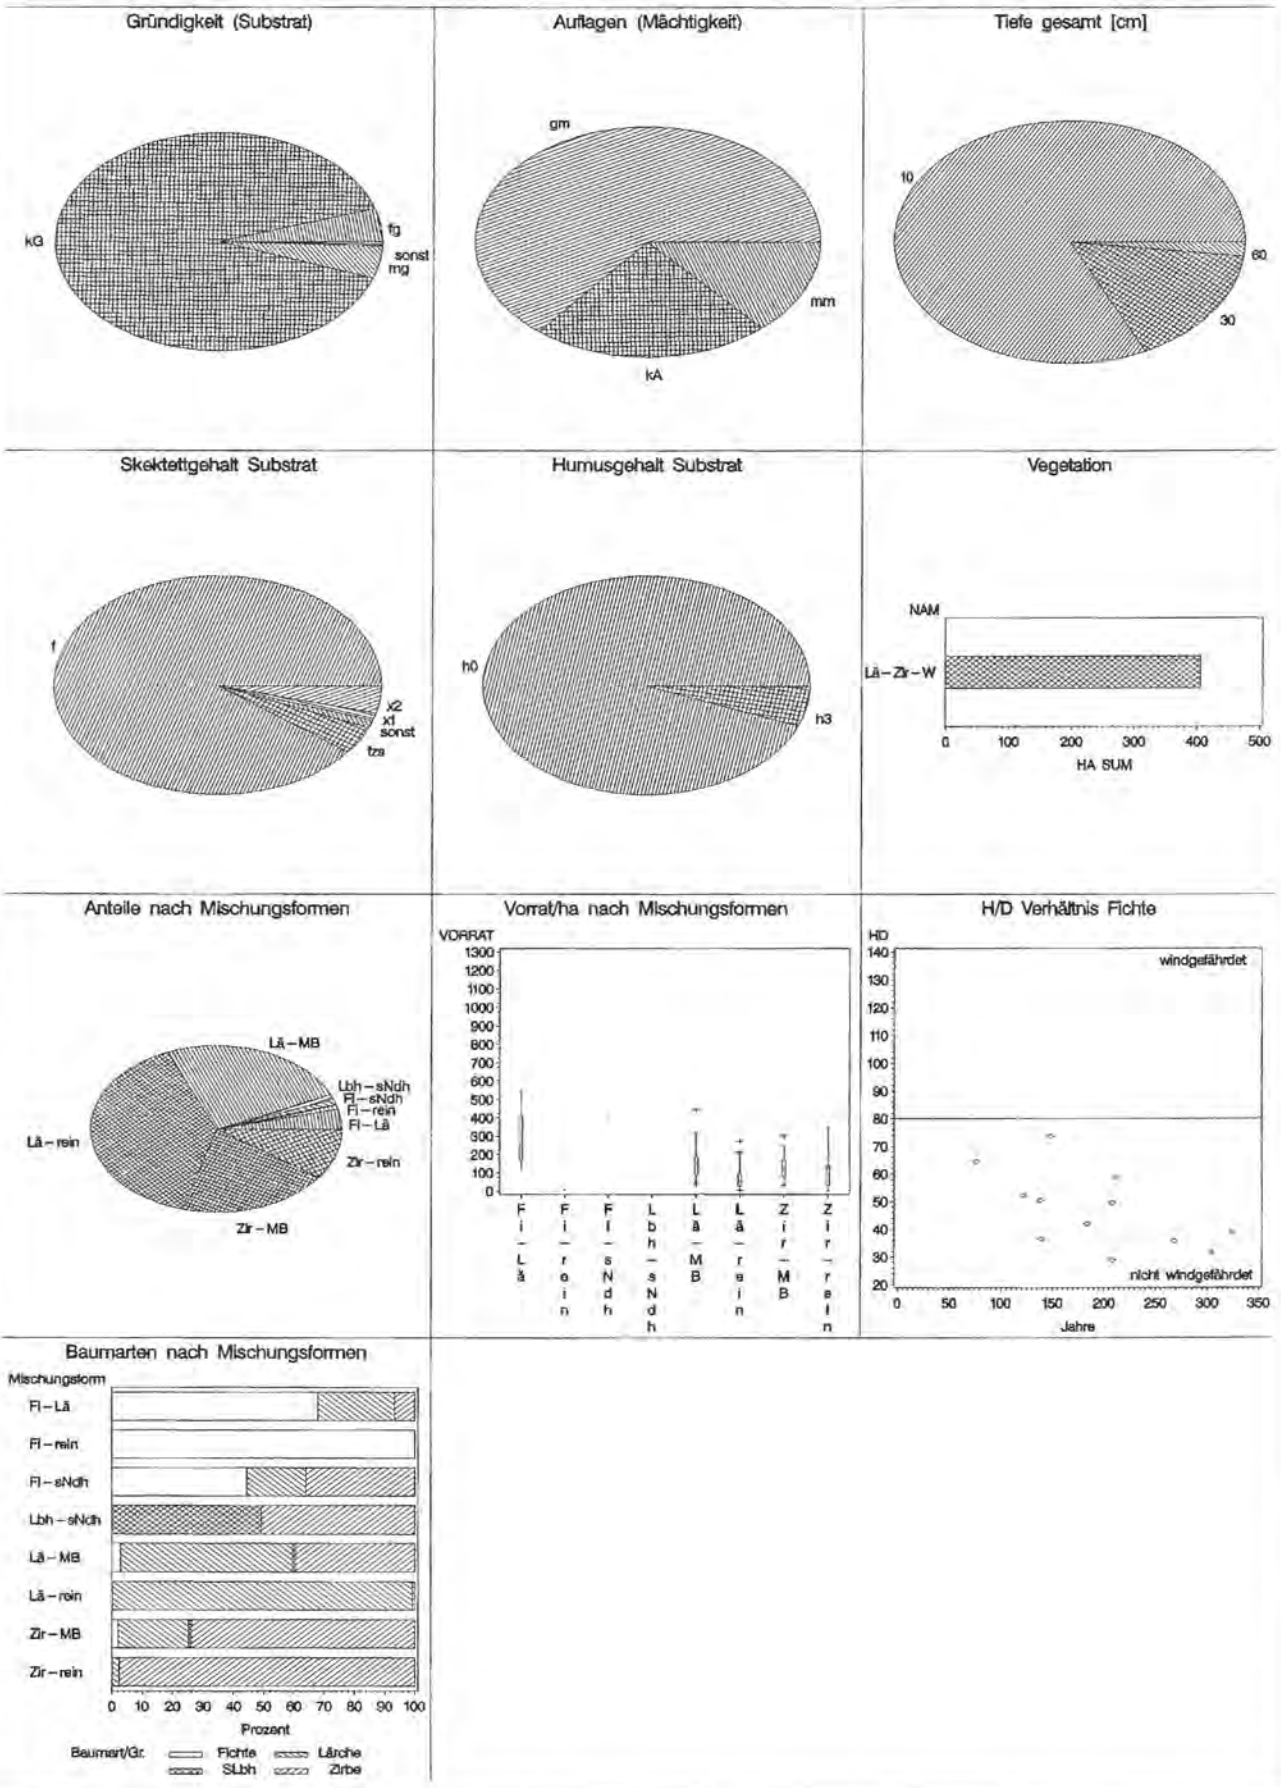 Gründigkeit (Substrat)
kG
fg
sonst
mg
Auflagen (Mächtigkeit)
gm
mm
kA
Tiefe gesamt [cm]
10
60
30
Skektettgehalt Substrat
f
x2
x1
sonst
fzs
Humusgehalt Substrat
h0
h3
Vegetation
NAM
Lä-Zir-W
0 100 200 300 400 500
HA SUM
Anteile nach Mischungsformen
Lä-MB
Lbh-sNdh
Fi-sNdh
Fi-rein
Fi-Lä
Lä-rein
Zir-rein
Zir-MB
Vorrat/ha nach Mischungsformen
VORRAT
1300
1200
1100
1000
900
800
700
600
500
400
300
200
100
0
Fi-Lä
Fi-rein
Fi-sNdh
Lbh-sNdh
Lä-MB
Lä-rein
Zir-MB
Zir-rein
H/D Verhältnis Fichte
HD
140
130
120
110
100
90
80
70
60
50
40
30
20
windgefährdet
nicht windgefährdet
0 50 100 150 200 250 300 350
Jahre
Baumarten nach Mischungsformen
Mischungsform
Fi-Lä
Fi-rein
Fi-sNdh
Lbh-sNdh
Lä-MB
Lä-rein
Zir-MB
Zir-rein
0 10 20 30 40 50 60 70 80 90 100
Prozent
Baumart/Gr. Fichte Lärche
SLbh Zirbe